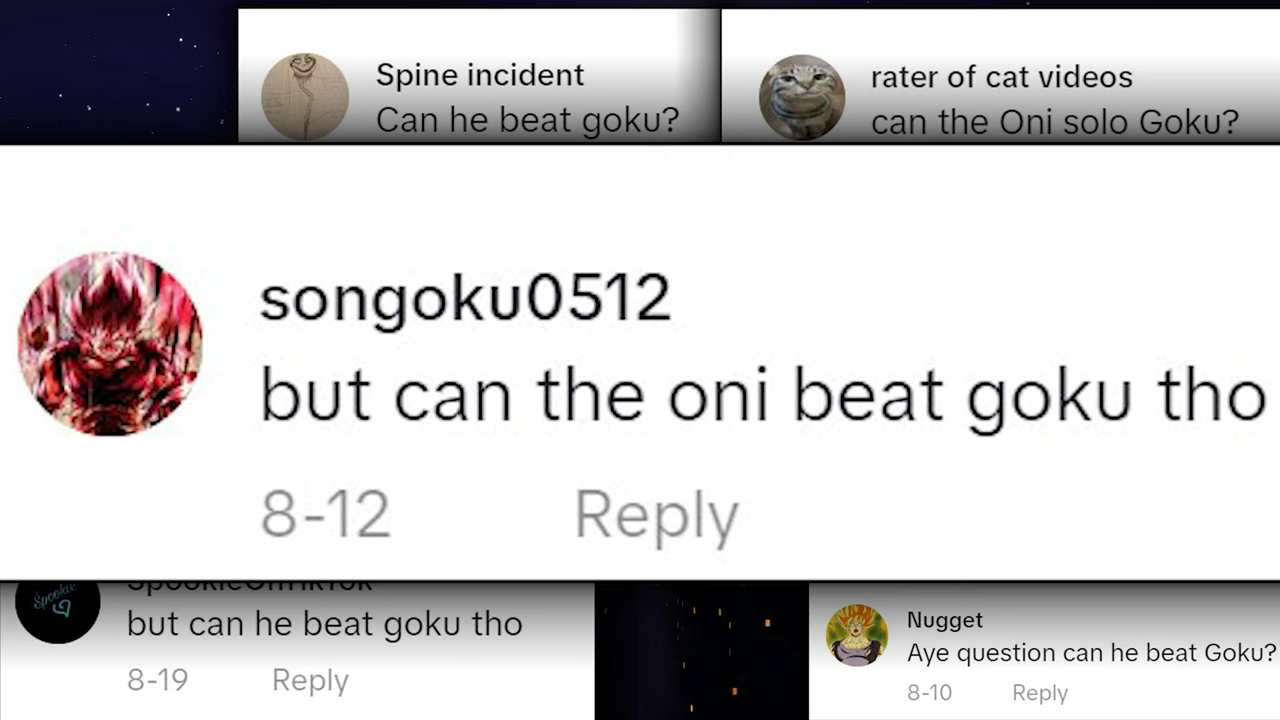 Spine incident
Can he beat goku?
rater of cat videos
can the Oni solo Goku?
songoku0512
but can the oni beat goku tho
8-12 Reply
SpookieOnTikTok
but can he beat goku tho
8-19 Reply
Spookie
Nugget
Aye question can he beat Goku?
8-10 Reply